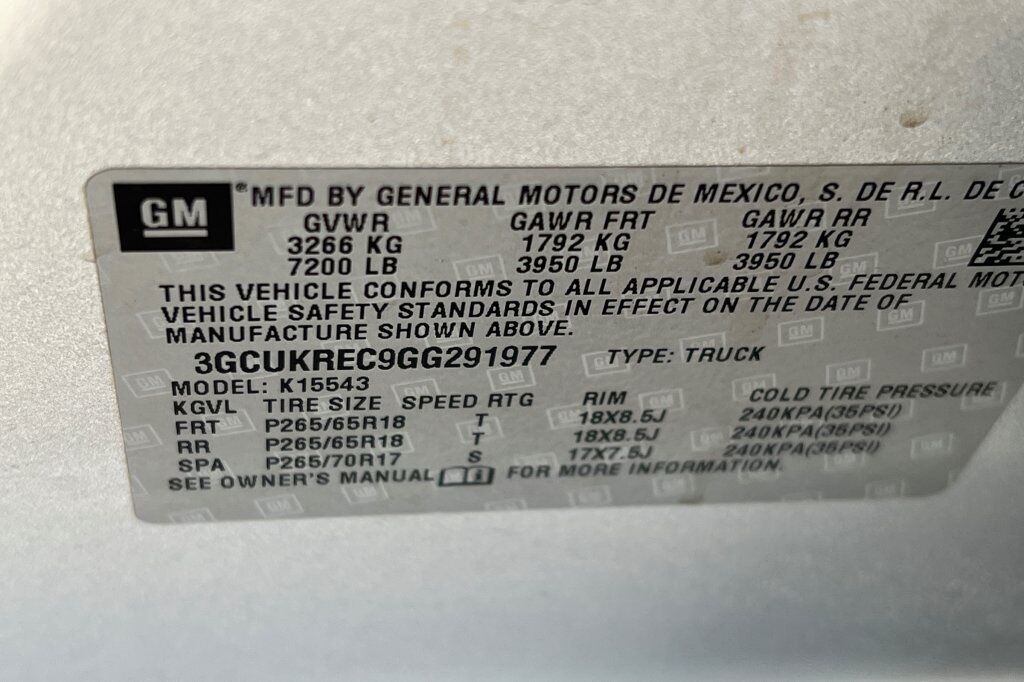 GM ® MFD BY GENERAL MOTORS DE MEXICO, S. DE R.L. DE C
GVWR GAWR FRT GAWR RR
3266 KG 1792 KG 1792 KG
7200 LB 3950 LB 3950 LB
THIS VEHICLE CONFORMS TO ALL APPLICABLE U.S. FEDERAL MOT
VEHICLE SAFETY STANDARDS IN EFFECT ON THE DATE OF
MANUFACTURE SHOWN ABOVE.
3GCUKREC9GG291977 TYPE: TRUCK
MODEL: K15543
KGVL TIRE SIZE SPEED RTG RIM COLD TIRE PRESSURE
FRT P265/65R18 T 18X8.5J 240KPA(35PSI)
RR P265/65R18 T 18X8.5J 240KPA(35PSI)
SPA P265/70R17 S 17X7.5J 240KPA(35PSI)
SEE OWNER'S MANUAL FOR MORE INFORMATION.